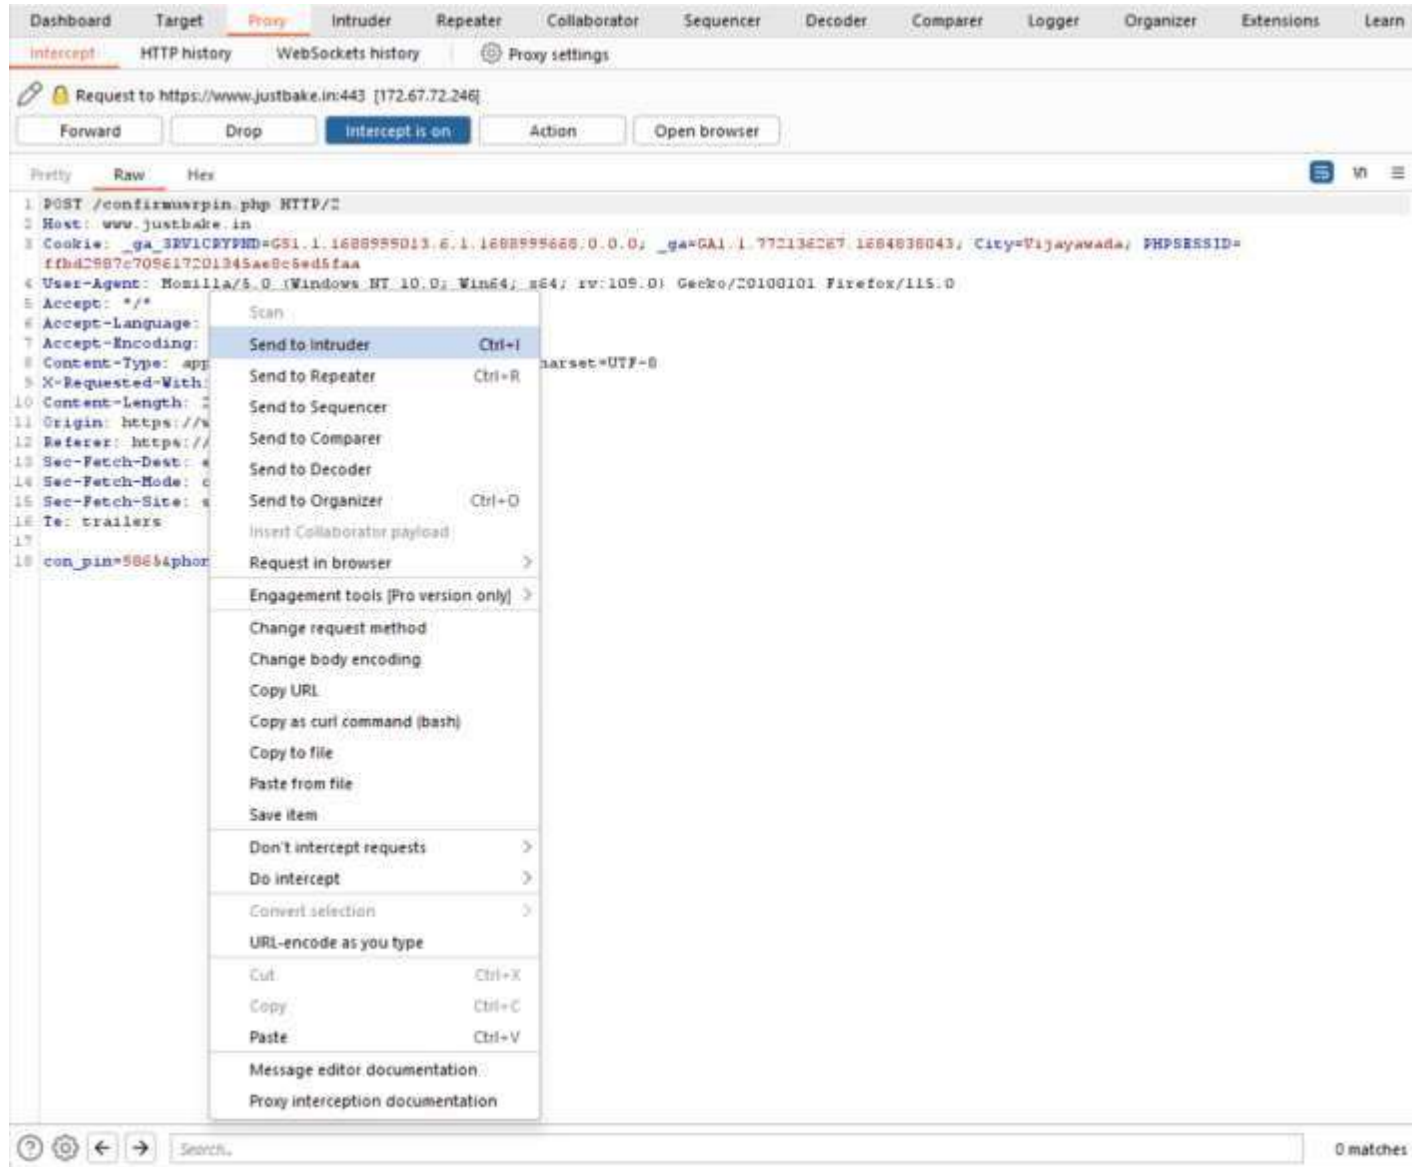 Dashboard Target Proxy Intruder Repeater Collaborator Sequencer Decoder Comparer Logger Organizer Extensions Learn
Intercept HTTP history WebSockets history Proxy settings
Request to https://www.justbake.in:443 [172.67.72.246]
Forward Drop Intercept is on Action Open browser
Pretty Raw Hex
1 POST /confirmusrpin.php HTTP/2
2 Host: www.justbake.in
3 Cookie: PHPSESSID=
4 User-Agent: Mozilla/5.0 (Windows NT 10.0; Win64; x64; rv:109.0) Gecko/20100101 Firefox/115.0
5 Accept: */*
6 Accept-Language:
7 Accept-Encoding:
8 Content-Type: app harset=UTF-8
9 X-Requested-With:
10 Content-Length: 2
11 Origin: https://w
12 Referer: https://
13 Sec-Fetch-Dest: e
14 Sec-Fetch-Mode: c
15 Sec-Fetch-Site: s
16 Te: trailers
17
18 con_pin=5865&phor
Scan
Send to Intruder Ctrl+I
Send to Repeater Ctrl+R
Send to Sequencer
Send to Comparer
Send to Decoder
Send to Organizer Ctrl+O
Insert Collaborator payload
Request in browser
Engagement tools [Pro version only]
Change request method
Change body encoding
Copy URL
Copy as curl command (bash)
Copy to file
Paste from file
Save item
Don't intercept requests
Do intercept
Convert selection
URL-encode as you type
Cut Ctrl+X
Copy Ctrl+C
Paste Ctrl+V
Message editor documentation
Proxy interception documentation
Search...
0 matches